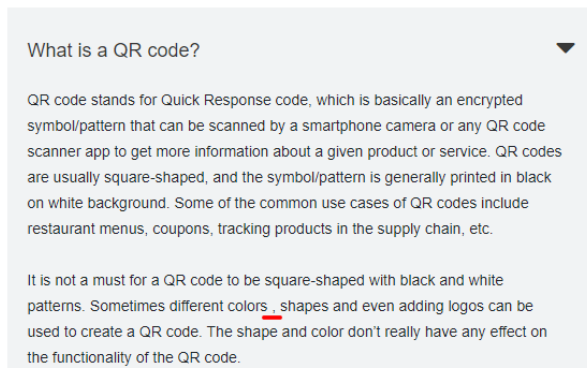 What is a QR code?
QR code stands for Quick Response code, which is basically an encrypted
symbol/pattern that can be scanned by a smartphone camera or any QR code
scanner app to get more information about a given product or service. QR codes
are usually square-shaped, and the symbol/pattern is generally printed in black
on white background. Some of the common use cases of QR codes include
restaurant menus, coupons, tracking products in the supply chain, etc.
It is not a must for a QR code to be square-shaped with black and white
patterns. Sometimes different colors , shapes and even adding logos can be
used to create a QR code. The shape and color don’t really have any effect on
the functionality of the QR code.